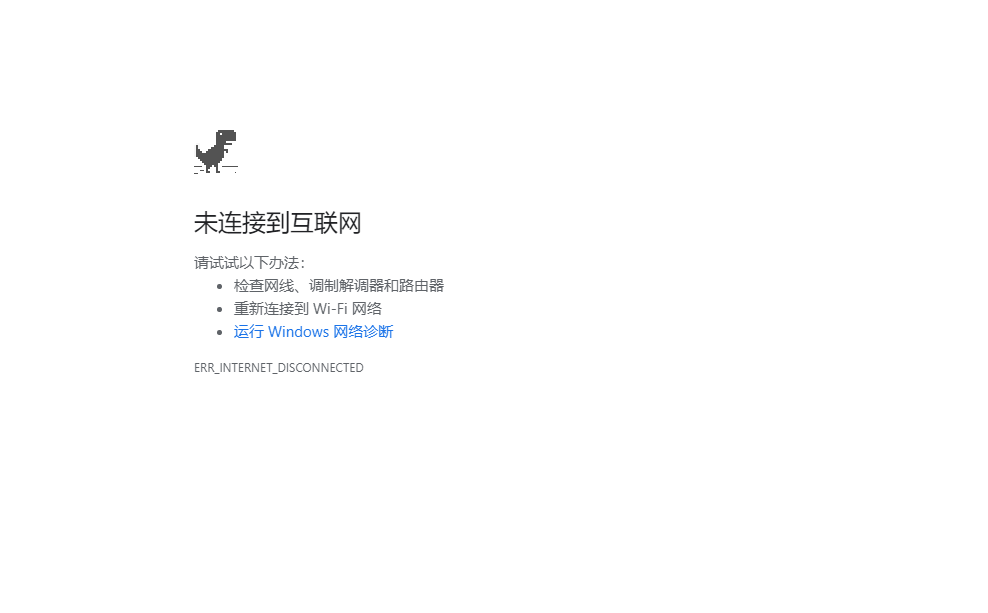 未连接到互联网
请试试以下办法：
检查网线、调制解调器和路由器
重新连接到 Wi-Fi 网络
运行 Windows 网络诊断
ERR_INTERNET_DISCONNECTED